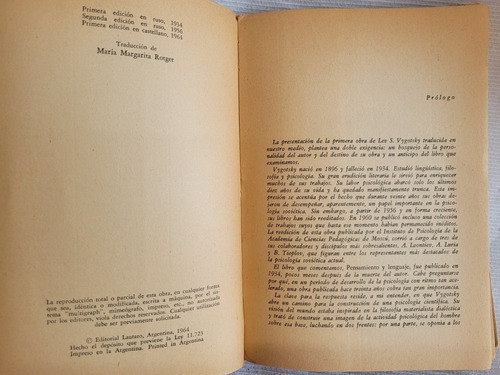 Primera edición en ruso, 1934
Segunda edición en ruso, 1956
Primera edición en castellano, 1964
Traducción de
María Margarita Rotger
La reproducción total o parcial de esta obra, en cualquier forma
que sea, idéntica o modificada, escrita a máquina, por el sis-
tema "multigraph", mimeógrafo, impreso, etc., no autorizada
por los editores, viola derechos reservados. Cualquier utilización
debe ser previamente solicitada
© Editorial Lautaro, Argentina, 1964
Hecho el depósito que previene la Ley 11.723
Impreso en la Argentina. Printed in Argentina
Prólogo
La presentación de la primera obra de Lev S. Vygotsky traducida en
nuestro medio, plantea una doble exigencia: un bosquejo de la perso-
nalidad del autor y del destino de su obra y un anticipo del libro que
examinamos.
Vygotsky nació en 1896 y falleció en 1934. Estudió lingüística, filo-
sofía y psicología. Su gran erudición literaria le sirvió para enriquecer
muchos de sus trabajos. Su labor psicológica abarcó sólo los últimos
diez años de su vida y ha quedado manifiestamente trunca. Esta im-
presión se acentúa por el hecho que durante veinte años sus obras de-
jaron de desempeñar, aparentemente, un papel importante en la psico-
logía soviética. Sin embargo, a partir de 1956 y en forma creciente,
sus libros han sido reeditados. En 1960 se publicó incluso una colección
de trabajos suyos que hasta ese momento habían permanecido inéditos.
La reedición de esta obra publicada por el Instituto de Psicología de la
Academia de Ciencias Pedagógicas de Moscú, corrió a cargo de tres de
sus colaboradores y discípulos más sobresalientes, A. Leontiev, A. Luria
y B. Tieplov, que figuran entre los representantes más destacados de
la psicología soviética actual.
El libro que comentamos, Pensamiento y lenguaje, fue publicado en
1934, pocos meses después de la muerte del autor. Cabe preguntarse
por qué, en un período de desarrollo de la psicología con ritmo tan ace-
lerado, una obra publicada hace treinta años conserva su actualidad.
La clave para la respuesta reside, a mi entender, en que Vygotsky
abre un camino para la construcción de una psicología científica. Su
visión del mundo estaba inspirado en la filosofía materialista dialéctica
y trató de construir una imagen de la actividad psicológica del hombre
sobre esa base, luchando en dos frentes: por una parte, se oponía a los